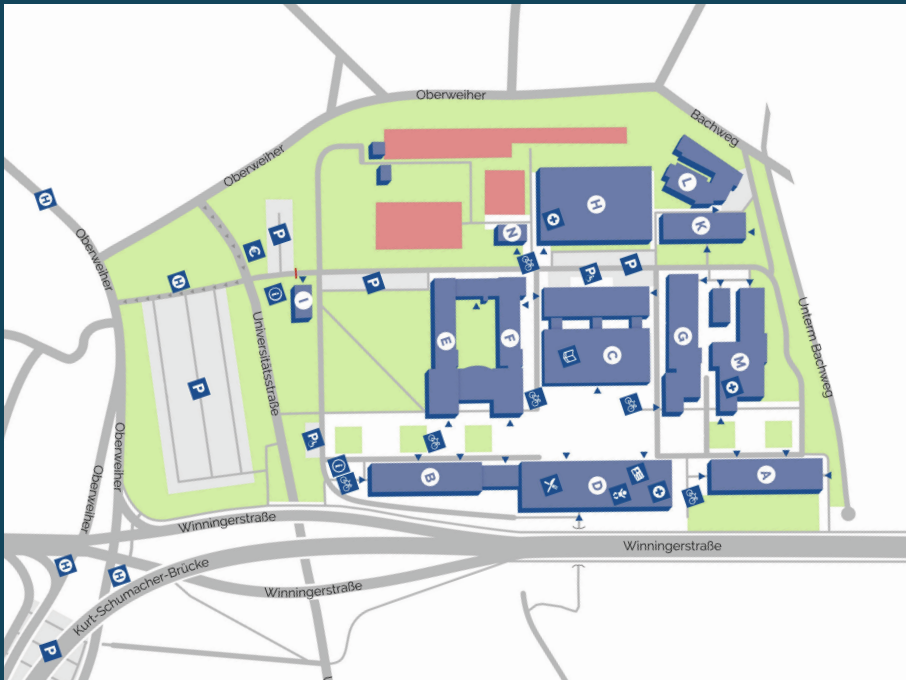 Oberweiher
Bachweg
Oberweiher
L
H
H
K
P
N
C
Oberweiher
H
i
I
P
P
P
Unterm Bachweg
Universitätsstraße
E
F
C
G
M
P
Oberweiher
Oberweiher
P
i
B
D
A
Winningerstraße
Winningerstraße
H
H
Kurt-Schumacher-Brücke
Winningerstraße
P